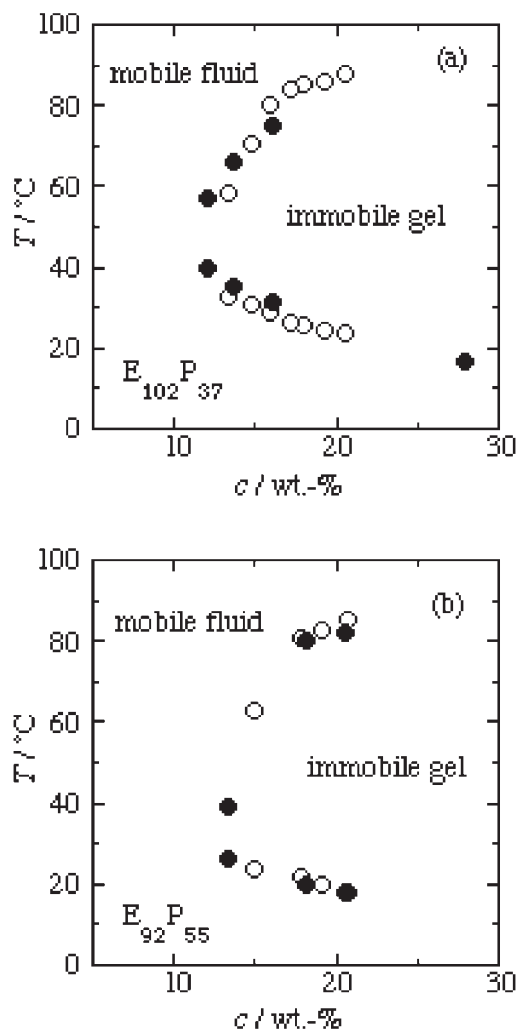 100
(a)
mobile fluid
80
60
T / °C
immobile gel
40
20
E₁₀₂P₃₇
0
10
20
30
c / wt.-%
100
(b)
mobile fluid
80
60
T / °C
immobile gel
40
20
E₉₂P₅₅
0
10
20
30
c / wt.-%